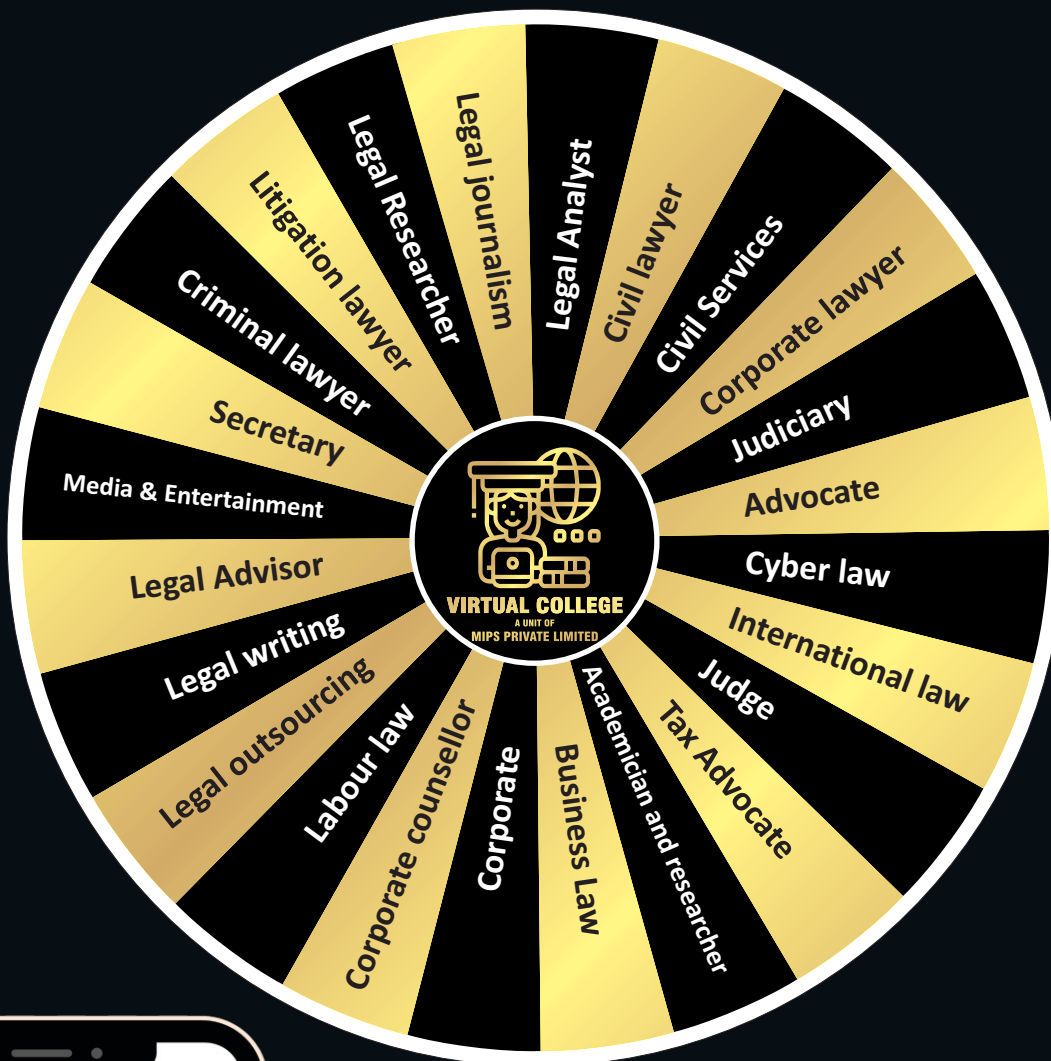 Legal Analyst
Civil lawyer
Civil Services
Corporate lawyer
Judiciary
Advocate
Cyber law
International law
Judge
Tax Advocate
Academician and researcher
Business Law
Corporate
Corporate counsellor
Labour law
Legal outsourcing
Legal writing
Legal Advisor
Media & Entertainment
Secretary
Criminal lawyer
Litigation lawyer
Legal Researcher
Legal journalism
VIRTUAL COLLEGE
A UNIT OF
MIPS PRIVATE LIMITED